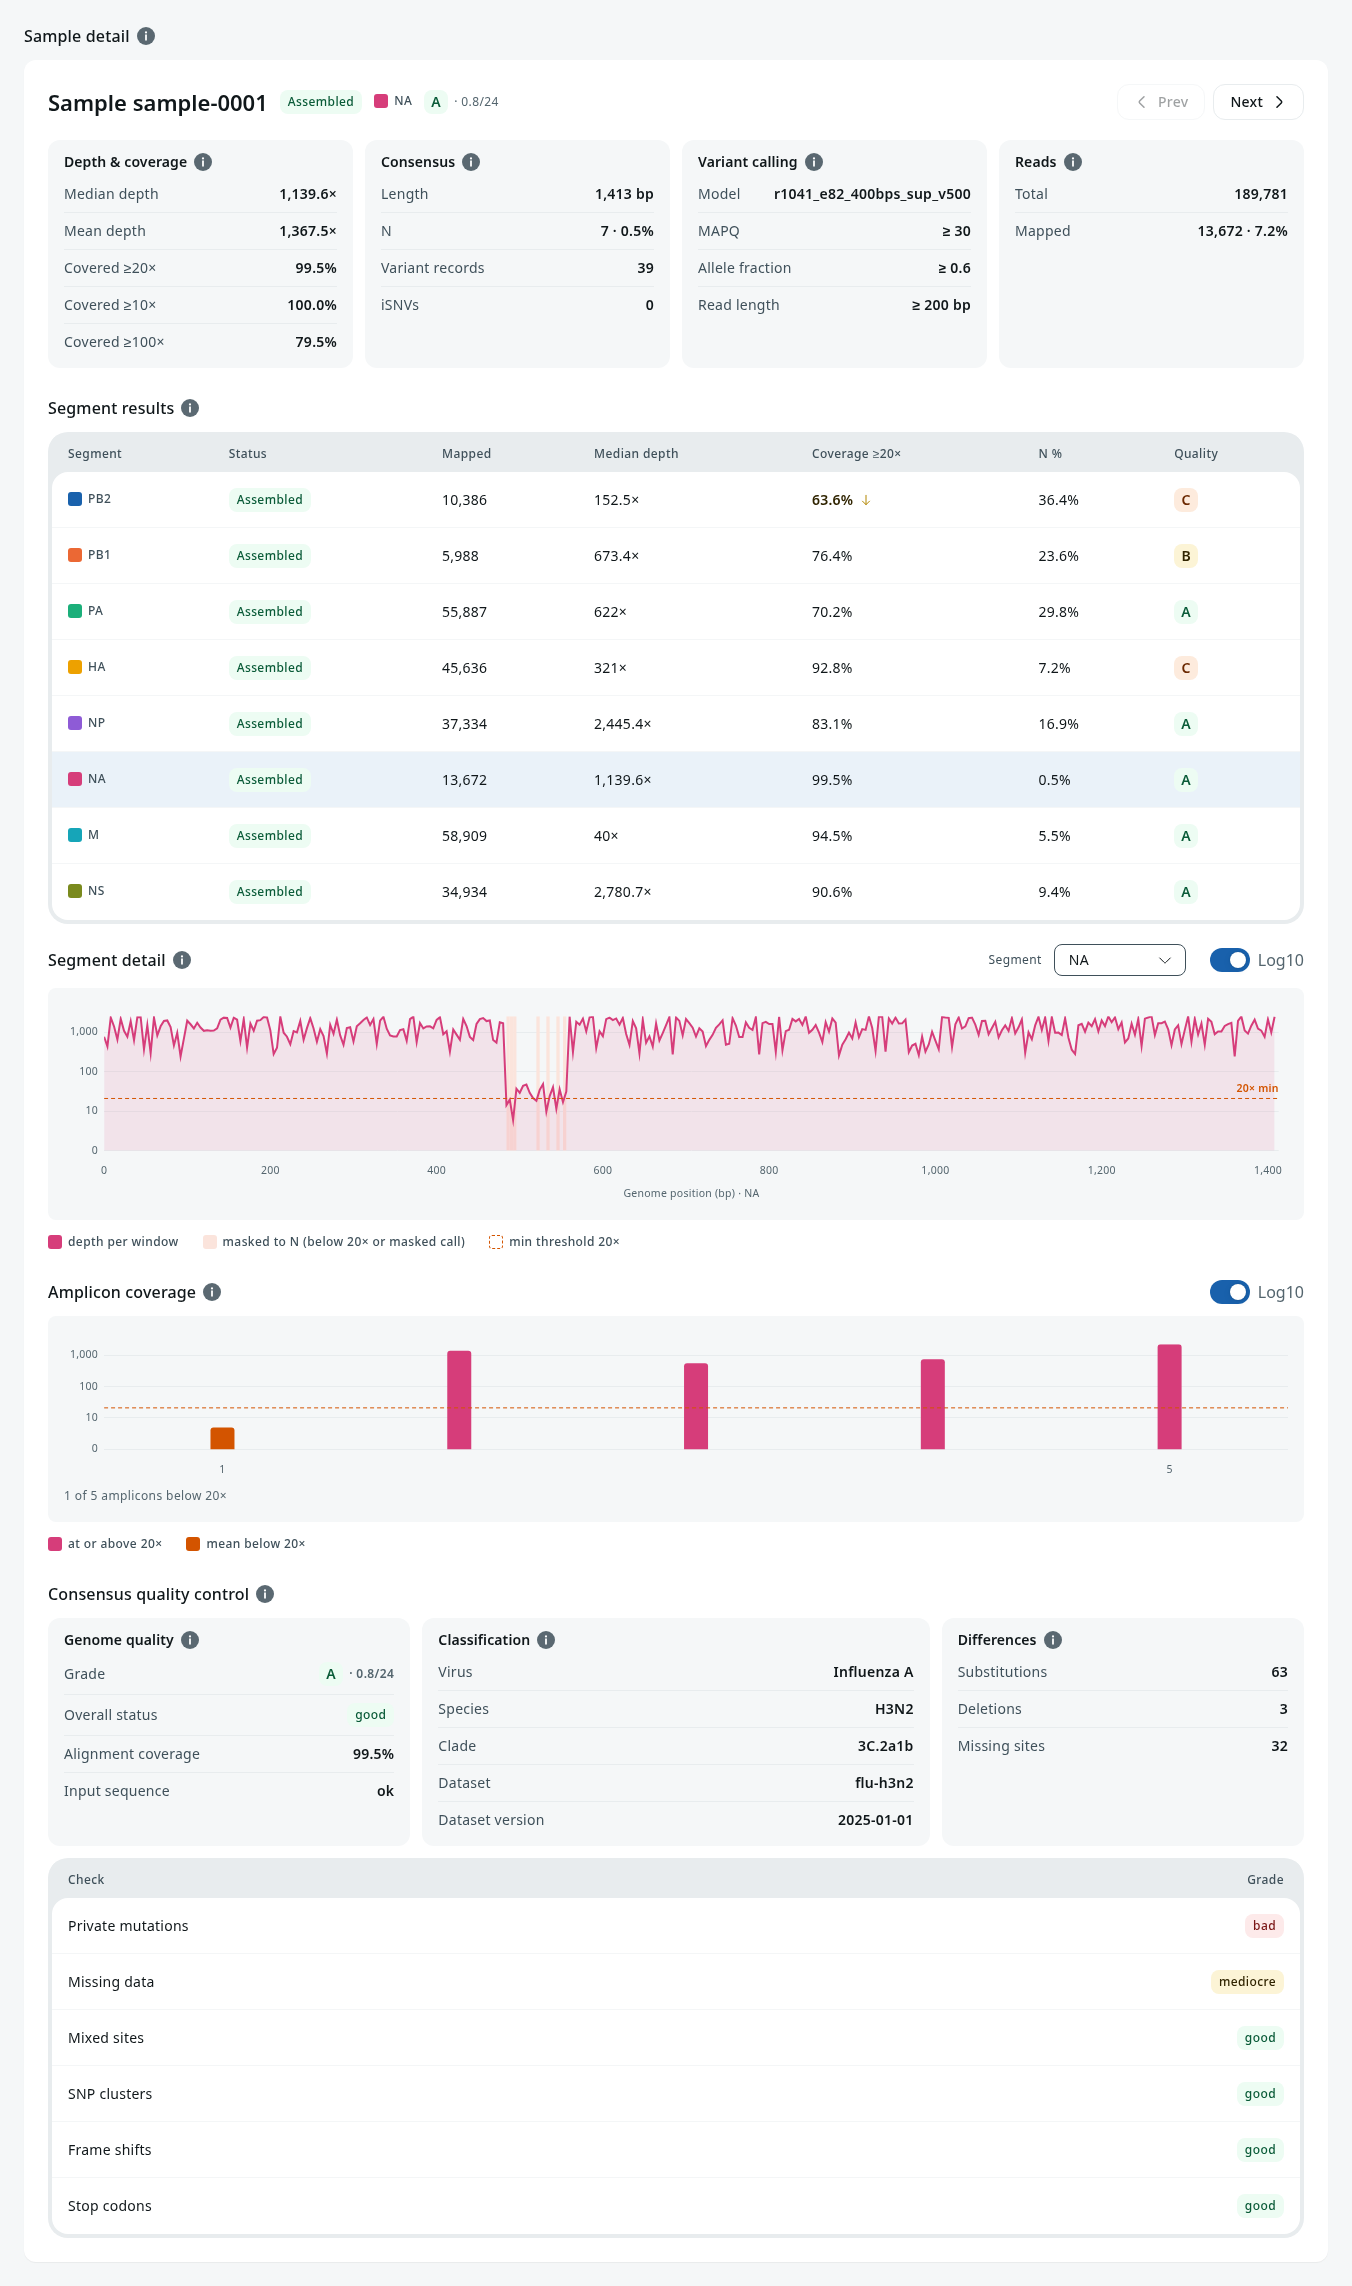 Sample detail
Sample sample-0001 Assembled NA A · 0.8/24 Prev Next
Depth & coverage
Median depth 1,139.6×
Mean depth 1,367.5×
Covered ≥20× 99.5%
Covered ≥10× 100.0%
Covered ≥100× 79.5%
Consensus
Length 1,413 bp
N 7 · 0.5%
Variant records 39
iSNVs 0
Variant calling
Model r1041_e82_400bps_sup_v500
MAPQ ≥ 30
Allele fraction ≥ 0.6
Read length ≥ 200 bp
Reads
Total 189,781
Mapped 13,672 · 7.2%
Segment results
Segment Status Mapped Median depth Coverage ≥20× N % Quality
PB2 Assembled 10,386 152.5× 63.6% ↓ 36.4% C
PB1 Assembled 5,988 673.4× 76.4% 23.6% B
PA Assembled 55,887 622× 70.2% 29.8% A
HA Assembled 45,636 321× 92.8% 7.2% C
NP Assembled 37,334 2,445.4× 83.1% 16.9% A
NA Assembled 13,672 1,139.6× 99.5% 0.5% A
M Assembled 58,909 40× 94.5% 5.5% A
NS Assembled 34,934 2,780.7× 90.6% 9.4% A
Segment detail Segment NA Log10
1,000
100
20× min
10
0
0 200 400 600 800 1,000 1,200 1,400
Genome position (bp) · NA
depth per window masked to N (below 20× or masked call) min threshold 20×
Amplicon coverage Log10
1,000
100
10
0
1 5
1 of 5 amplicons below 20×
at or above 20× mean below 20×
Consensus quality control
Genome quality
Grade A · 0.8/24
Overall status good
Alignment coverage 99.5%
Input sequence ok
Classification
Virus Influenza A
Species H3N2
Clade 3C.2a1b
Dataset flu-h3n2
Dataset version 2025-01-01
Differences
Substitutions 63
Deletions 3
Missing sites 32
Check Grade
Private mutations bad
Missing data mediocre
Mixed sites good
SNP clusters good
Frame shifts good
Stop codons good